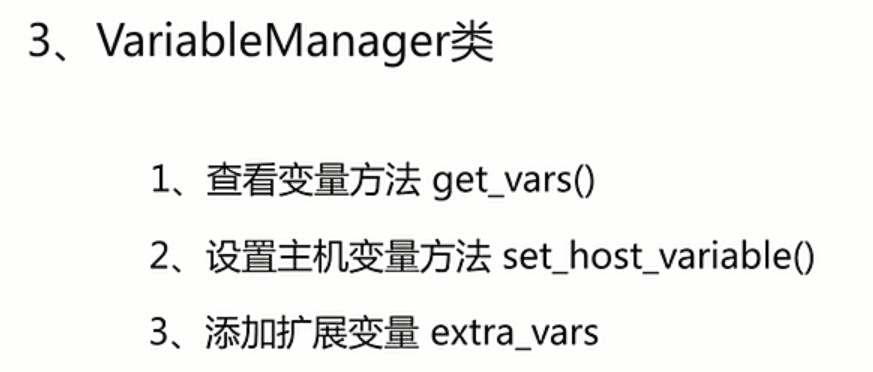 3、VariableManager类
1、查看变量方法 get_vars()
2、设置主机变量方法 set_host_variable()
3、添加扩展变量 extra_vars